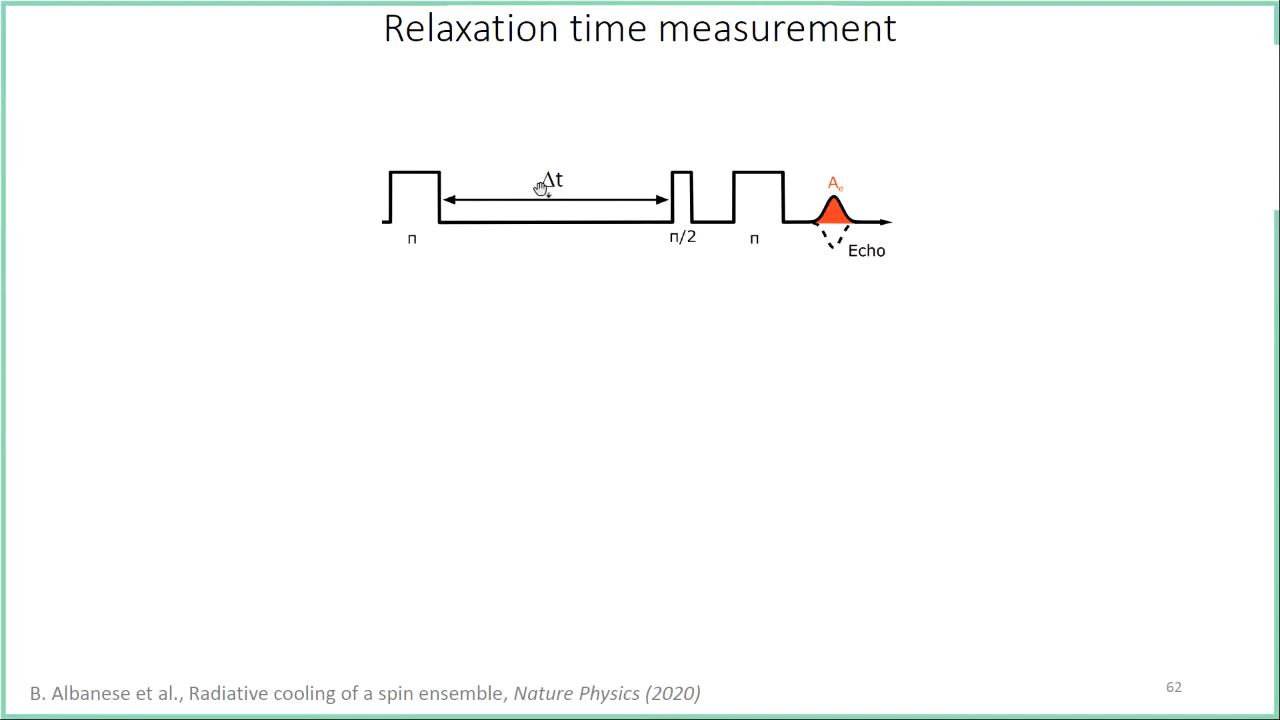 Relaxation time measurement
Δt
Aₑ
π
π/2
π
Echo
B. Albanese et al., Radiative cooling of a spin ensemble, Nature Physics (2020)
62